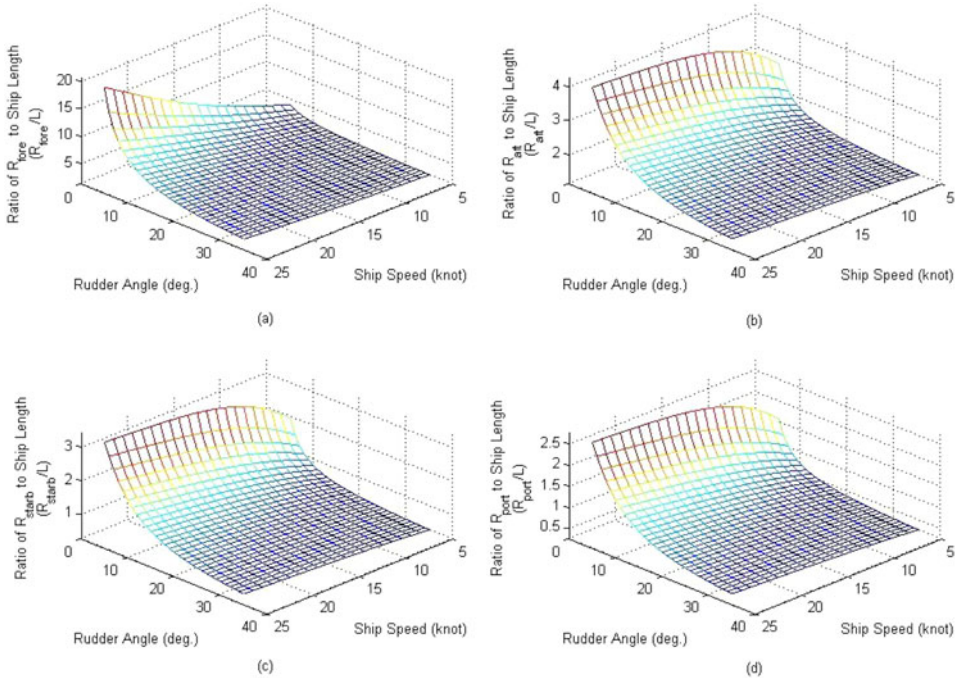 Ratio of R_fore to Ship Length
(R_fore/L)
20
15
10
5
0
10
20
30
40
25
20
15
10
5
Rudder Angle (deg.)
Ship Speed (knot)
(a)
Ratio of R_aft to Ship Length
(R_aft/L)
4
3
2
0
10
20
30
40
25
20
15
10
5
Rudder Angle (deg.)
Ship Speed (knot)
(b)
Ratio of R_starb to Ship Length
(R_starb/L)
3
2
1
0
10
20
30
40
25
20
15
10
5
Rudder Angle (deg.)
Ship Speed (knot)
(c)
Ratio of R_port to Ship Length
(R_port/L)
2.5
2
1.5
1
0.5
0
10
20
30
40
25
20
15
10
5
Rudder Angle (deg.)
Ship Speed (knot)
(d)